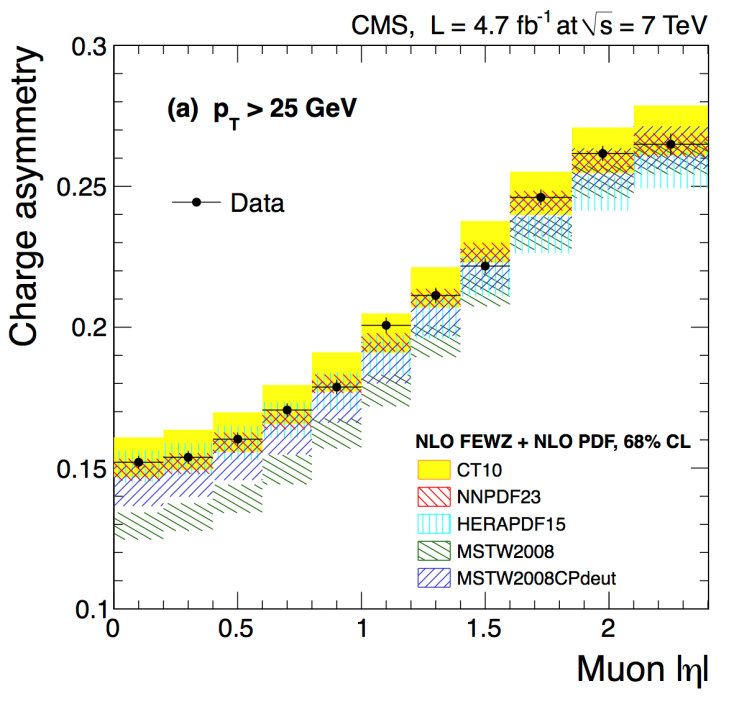 CMS, L = 4.7 fb⁻¹ at √s = 7 TeV
0.3
(a) p_T > 25 GeV
Charge asymmetry
0.25
Data
0.2
NLO FEWZ + NLO PDF, 68% CL
CT10
0.15
NNPDF23
HERAPDF15
MSTW2008
MSTW2008CPdeut
0.1
0 0.5 1 1.5 2
Muon |η|